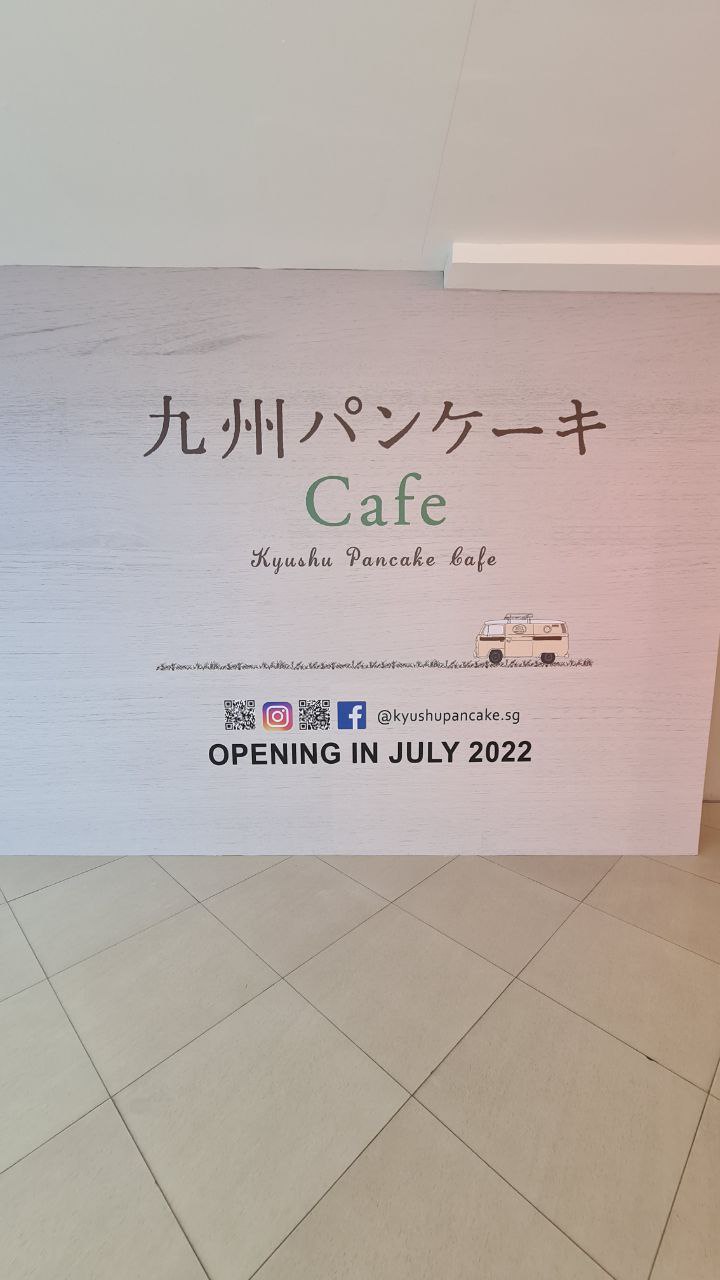 九州パンケーキ
Cafe
Kyushu Pancake Cafe
@kyushupancake.sg
OPENING IN JULY 2022